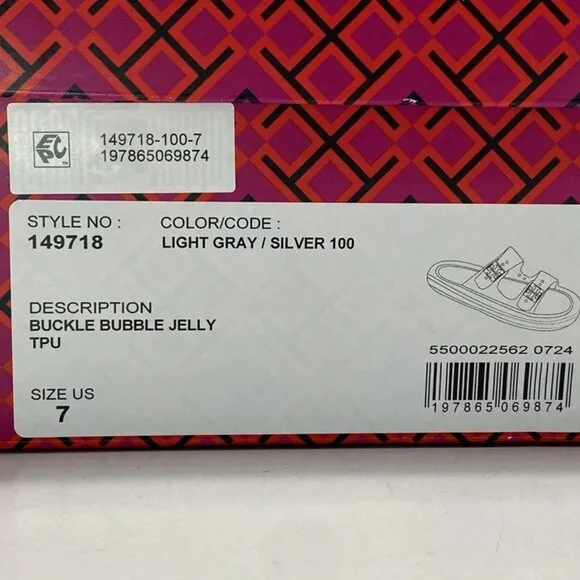 EPC
149718-100-7
197865069874
STYLE NO :
149718
COLOR/CODE :
LIGHT GRAY / SILVER 100
DESCRIPTION
BUCKLE BUBBLE JELLY
TPU
SIZE US
7
5500022562 0724
197865 069874